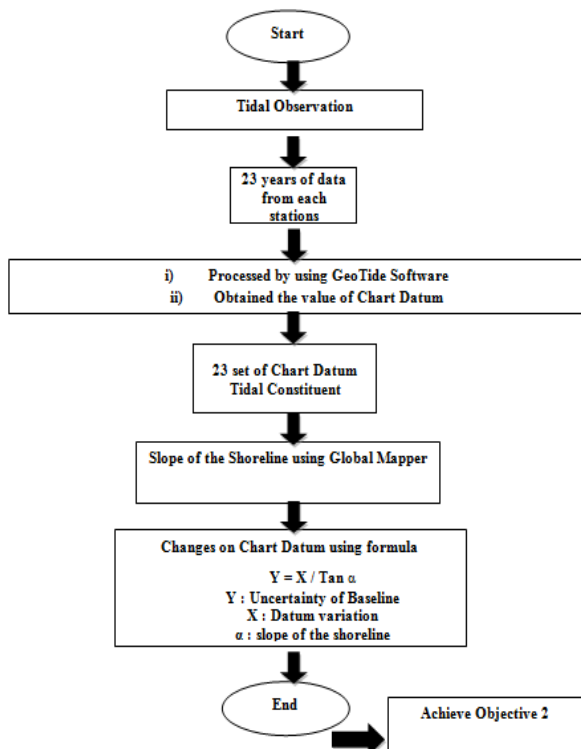 Start
Tidal Observation
23 years of data
from each
stations
i) Processed by using GeoTide Software
ii) Obtained the value of Chart Datum
23 set of Chart Datum
Tidal Constituent
Slope of the Shoreline using Global Mapper
Changes on Chart Datum using formula
Y = X / Tan α
Y : Uncertainty of Baseline
X : Datum variation
α : slope of the shoreline
End
Achieve Objective 2